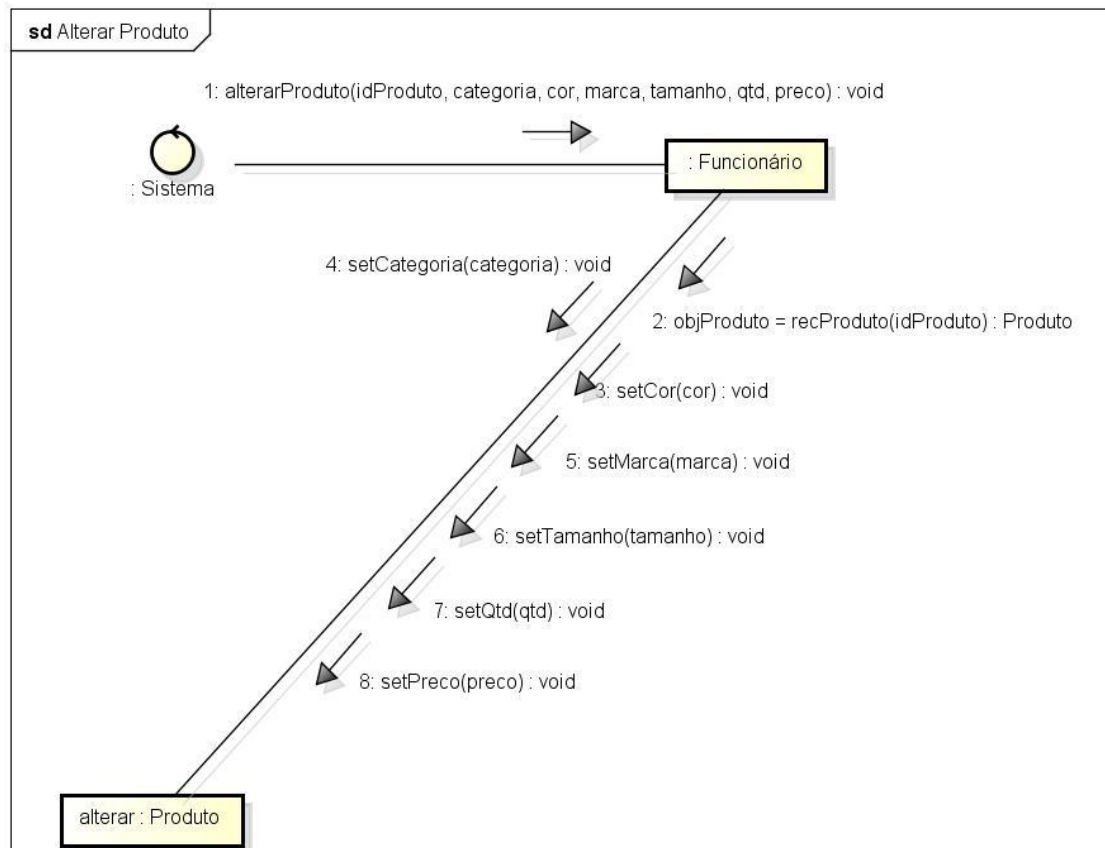 sd Alterar Produto
1: alterarProduto(idProduto, categoria, cor, marca, tamanho, qtd, preco) : void
: Sistema
: Funcionário
4: setCategoria(categoria) : void
2: objProduto = recProduto(idProduto) : Produto
3: setCor(cor) : void
5: setMarca(marca) : void
6: setTamanho(tamanho) : void
7: setQtd(qtd) : void
8: setPreco(preco) : void
alterar : Produto